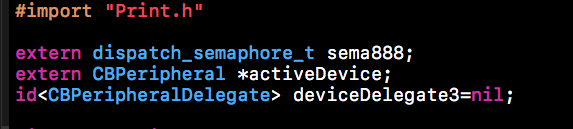 #import "Print.h"
extern dispatch_semaphore_t sema888;
extern CBPeripheral *activeDevice;
id<CBPeripheralDelegate> deviceDelegate3=nil;